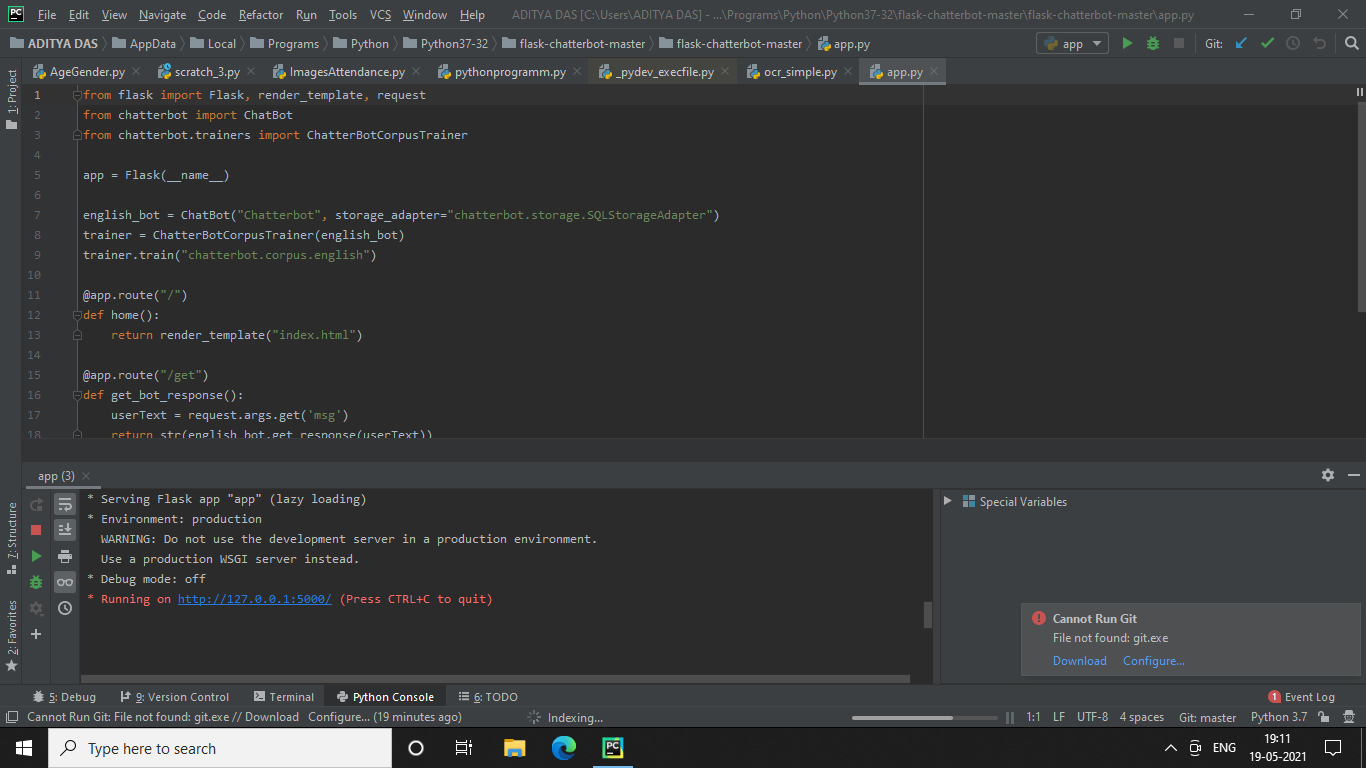 PC File Edit View Navigate Code Refactor Run Tools VCS Window Help ADITYA DAS [C:\Users\ADITYA DAS] - ...\Programs\Python\Python37-32\flask-chatterbot-master\flask-chatterbot-master\app.py
ADITYA DAS AppData Local Programs Python Python37-32 flask-chatterbot-master flask-chatterbot-master app.py app Git:
AgeGender.py scratch_3.py ImagesAttendance.py pythonprogramm.py _pydev_execfile.py ocr_simple.py app.py
1: Project
1 from flask import Flask, render_template, request
2 from chatterbot import ChatBot
3 from chatterbot.trainers import ChatterBotCorpusTrainer
4
5 app = Flask(__name__)
6
7 english_bot = ChatBot("Chatterbot", storage_adapter="chatterbot.storage.SQLStorageAdapter")
8 trainer = ChatterBotCorpusTrainer(english_bot)
9 trainer.train("chatterbot.corpus.english")
10
11 @app.route("/")
12 def home():
13     return render_template("index.html")
14
15 @app.route("/get")
16 def get_bot_response():
17     userText = request.args.get('msg')
18     return str(english_bot.get_response(userText))
app (3)
7: Structure
2: Favorites
* Serving Flask app "app" (lazy loading)
* Environment: production
  WARNING: Do not use the development server in a production environment.
  Use a production WSGI server instead.
* Debug mode: off
* Running on http://127.0.0.1:5000/ (Press CTRL+C to quit)
Special Variables
Cannot Run Git
File not found: git.exe
Download Configure...
5: Debug 9: Version Control Terminal Python Console 6: TODO 1 Event Log
Cannot Run Git: File not found: git.exe // Download Configure... (19 minutes ago) Indexing... 1:1 LF UTF-8 4 spaces Git: master Python 3.7
Type here to search PC ENG 19:11
19-05-2021